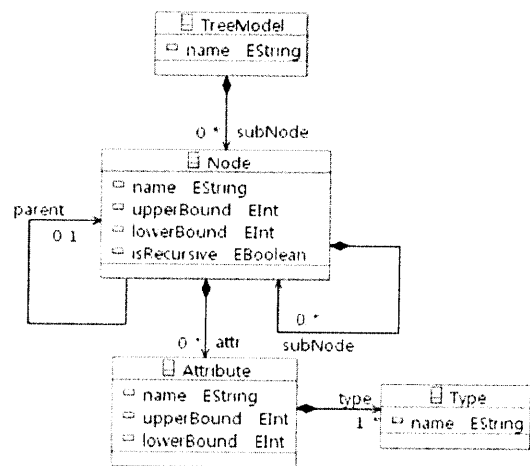 TreeModel
name EString
0 * subNode
Node
name EString
upperBound EInt
lowerBound EInt
isRecursive EBoolean
parent
0 1
0 *
subNode
0 * attr
Attribute
name EString
upperBound EInt
lowerBound EInt
type
1 *
Type
name EString